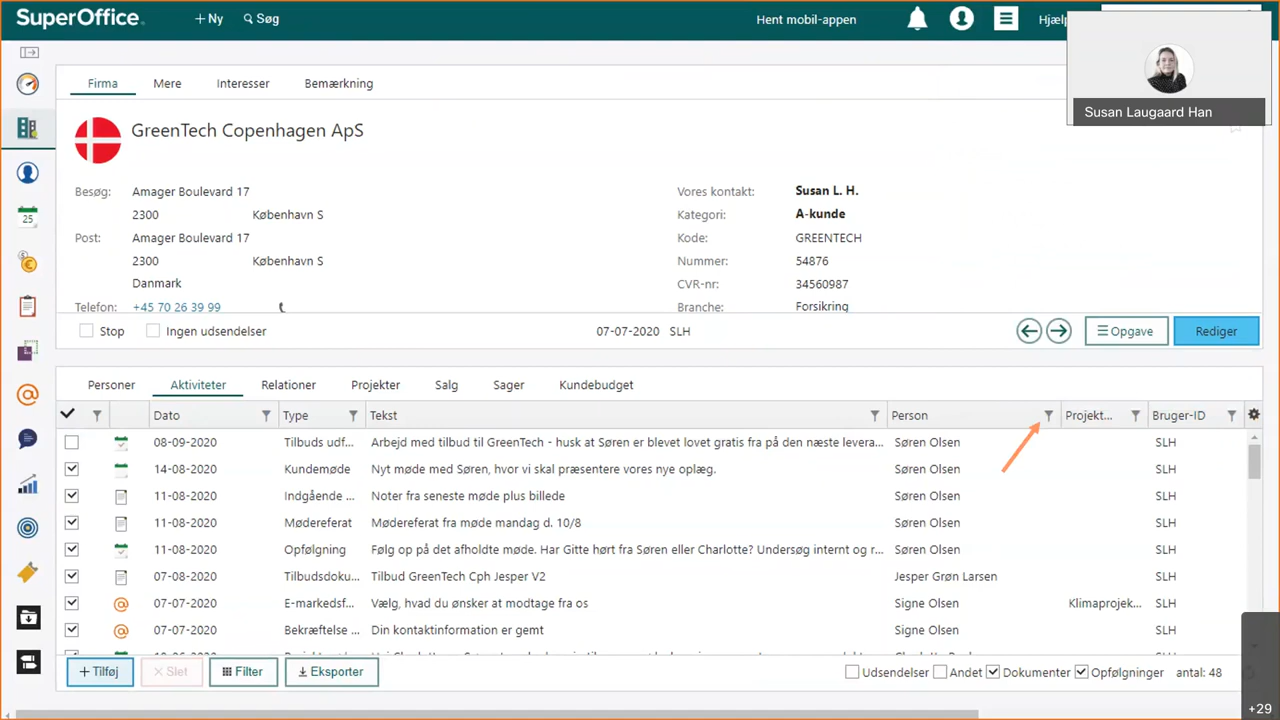 SuperOffice
+ Ny
Søg
Hent mobil-appen
Hjælp
Susan Laugaard Han
Firma
Mere
Interesser
Bemærkning
GreenTech Copenhagen ApS
Besøg: Amager Boulevard 17
2300 København S
Post: Amager Boulevard 17
2300 København S
Danmark
Telefon: +45 70 26 39 99
Vores kontakt: Susan L. H.
Kategori: A-kunde
Kode: GREENTECH
Nummer: 54876
CVR-nr: 34560987
Branche: Forsikring
Stop
Ingen udsendelser
07-07-2020 SLH
Opgave
Rediger
25
Personer
Aktiviteter
Relationer
Projekter
Salg
Sager
Kundebudget
Dato Type Tekst Person Projekt... Bruger-ID
08-09-2020 Tilbuds udf... Arbejd med tilbud til GreenTech - husk at Søren er blevet lovet gratis fra på den næste levera... Søren Olsen SLH
14-08-2020 Kundemøde Nyt møde med Søren, hvor vi skal præsentere vores nye oplæg. Søren Olsen SLH
11-08-2020 Indgående ... Noter fra seneste møde plus billede Søren Olsen SLH
11-08-2020 Mødereferat Mødereferat fra møde mandag d. 10/8 Søren Olsen SLH
11-08-2020 Opfølgning Følg op på det afholdte møde. Har Gitte hørt fra Søren eller Charlotte? Undersøg internt og r... Søren Olsen SLH
07-08-2020 Tilbudsdoku... Tilbud GreenTech Cph Jesper V2 Jesper Grøn Larsen SLH
07-07-2020 E-markedsf... Vælg, hvad du ønsker at modtage fra os Signe Olsen Klimaprojek... SLH
07-07-2020 Bekræftelse ... Din kontaktinformation er gemt Signe Olsen SLH
+ Tilføj
× Slet
Filter
Eksporter
Udsendelser
Andet
Dokumenter
Opfølgninger
antal: 48
+29